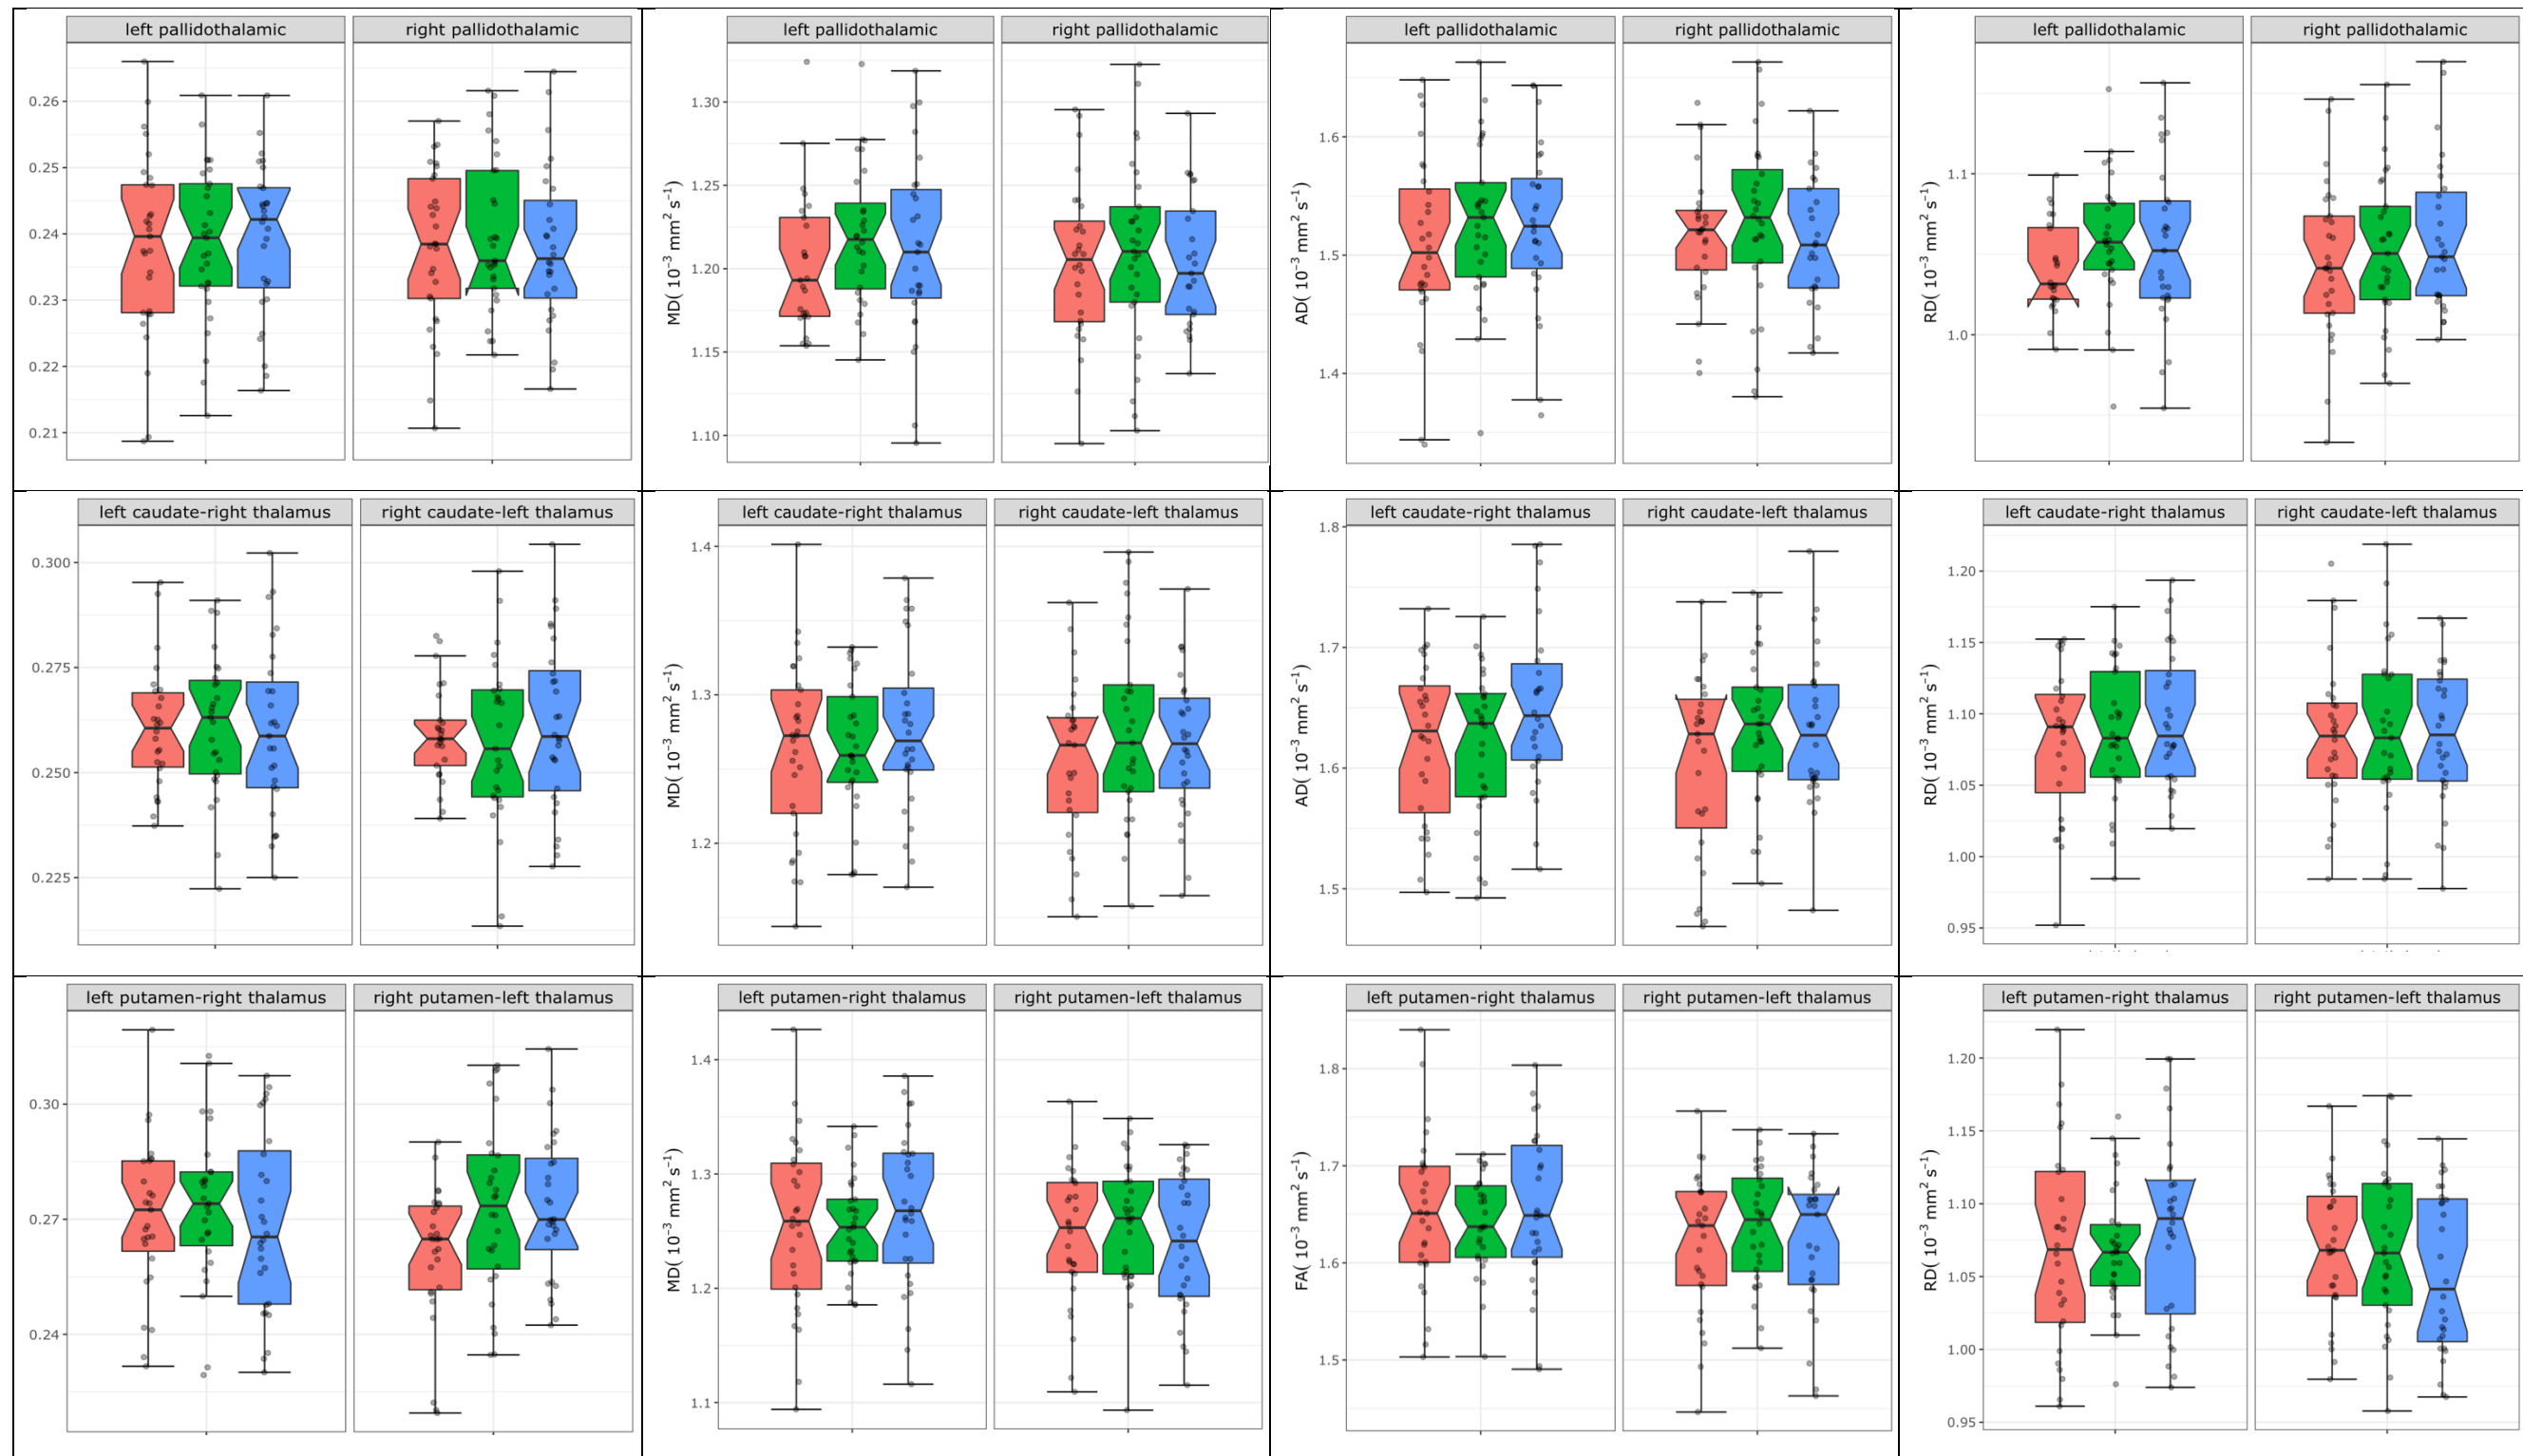 left pallidothalamic right pallidothalamic
0.26
0.25
0.24
0.23
0.22
0.21
left pallidothalamic right pallidothalamic
MD( 10⁻³ mm² s⁻¹)
1.30
1.25
1.20
1.15
1.10
left pallidothalamic right pallidothalamic
AD( 10⁻³ mm² s⁻¹)
1.6
1.5
1.4
left pallidothalamic right pallidothalamic
RD( 10⁻³ mm² s⁻¹)
1.1
1.0
left caudate-right thalamus right caudate-left thalamus
0.300
0.275
0.250
0.225
left caudate-right thalamus right caudate-left thalamus
MD( 10⁻³ mm² s⁻¹)
1.4
1.3
1.2
left caudate-right thalamus right caudate-left thalamus
AD( 10⁻³ mm² s⁻¹)
1.8
1.7
1.6
1.5
left caudate-right thalamus right caudate-left thalamus
RD( 10⁻³ mm² s⁻¹)
1.20
1.15
1.10
1.05
1.00
0.95
left putamen-right thalamus right putamen-left thalamus
0.30
0.27
0.24
left putamen-right thalamus right putamen-left thalamus
MD( 10⁻³ mm² s⁻¹)
1.4
1.3
1.2
1.1
left putamen-right thalamus right putamen-left thalamus
FA( 10⁻³ mm² s⁻¹)
1.8
1.7
1.6
1.5
left putamen-right thalamus right putamen-left thalamus
RD( 10⁻³ mm² s⁻¹)
1.20
1.15
1.10
1.05
1.00
0.95